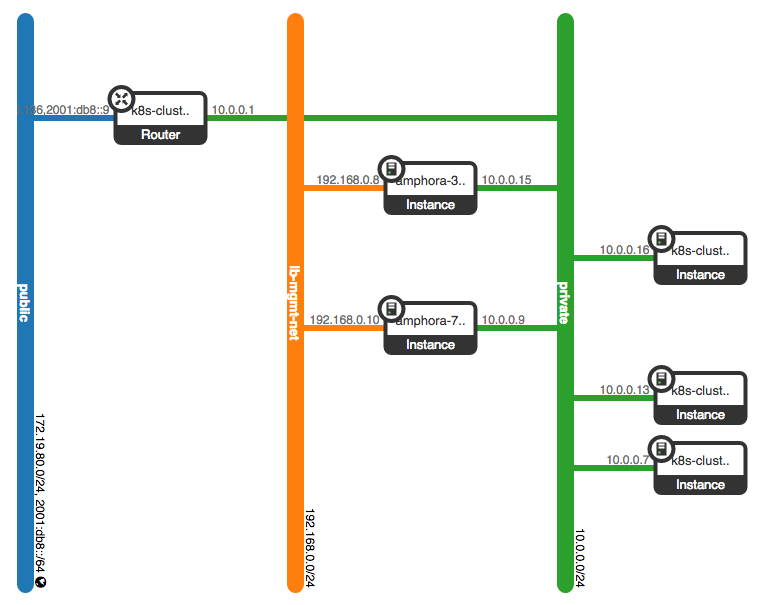 2001:db8::9
k8s-clust..
10.0.0.1
Router
192.168.0.8
amphora-3..
10.0.0.15
Instance
10.0.0.16
k8s-clust..
Instance
public
lb-mgmt-net
private
192.168.0.10
amphora-7..
10.0.0.9
Instance
10.0.0.13
k8s-clust..
Instance
10.0.0.7
k8s-clust..
Instance
172.19.80.0/24, 2001:db8::/64
192.168.0.0/24
10.0.0.0/24